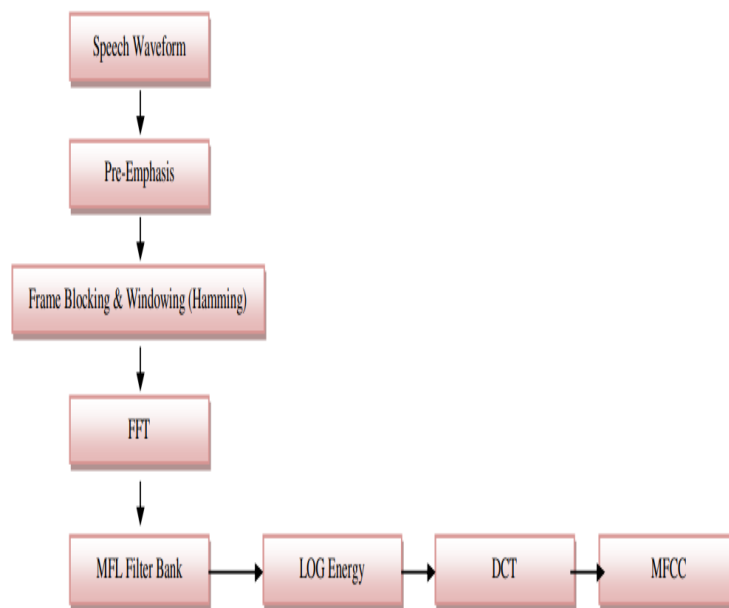 Speech Waveform
Pre-Emphasis
Frame Blocking & Windowing (Hamming)
FFT
MFL Filter Bank
LOG Energy
DCT
MFCC